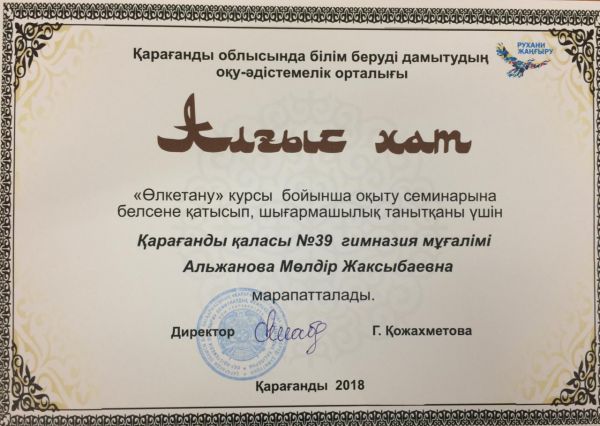 Қарағанды облысында білім беруді дамытудың
оқу-әдістемелік орталығы
РУХАНИ
ЖАҢҒЫРУ
Алғыс хат
«Өлкетану» курсы бойынша оқыту семинарына
белсене қатысып, шығармашылық танытқаны үшін
Қарағанды қаласы №39 гимназия мұғалімі
Альжанова Мөлдір Жаксыбаевна
марапатталады.
Директор
Г. Қожахметова
Қарағанды 2018